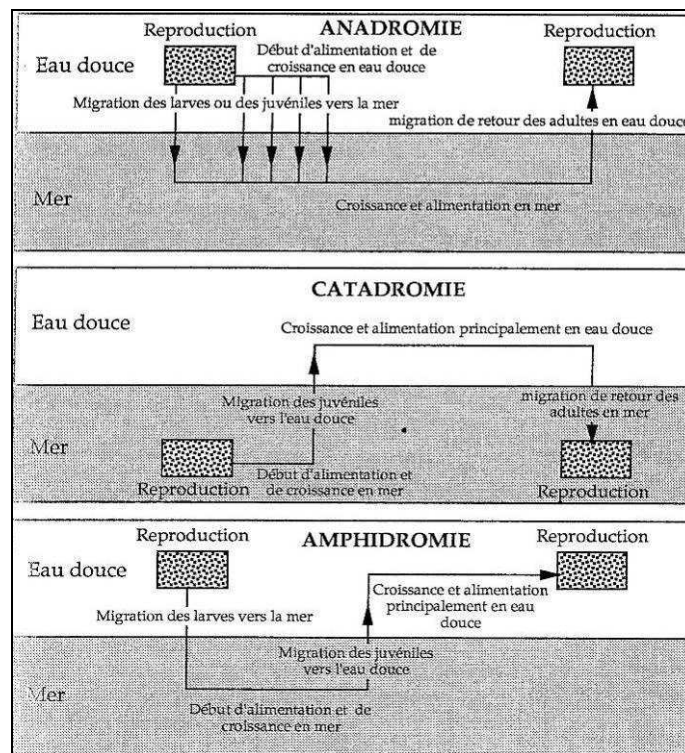 ANADROMIE
Reproduction
Reproduction
Début d'alimentation et de
croissance en eau douce
Eau douce
Migration des larves ou des juvéniles vers la mer
migration de retour des adultes en eau douce
Mer
Croissance et alimentation en mer
CATADROMIE
Eau douce
Croissance et alimentation principalement en eau douce
Migration des juvéniles
vers l'eau douce
migration de retour des
adultes en mer
Mer
Reproduction
Début d'alimentation et
de croissance en mer
Reproduction
Reproduction
AMPHIDROMIE
Reproduction
Eau douce
Croissance et alimentation
principalement en eau
douce
Migration des larves vers la mer
Migration des juvéniles
vers l'eau douce
Mer
Début d'alimentation et de
croissance en mer